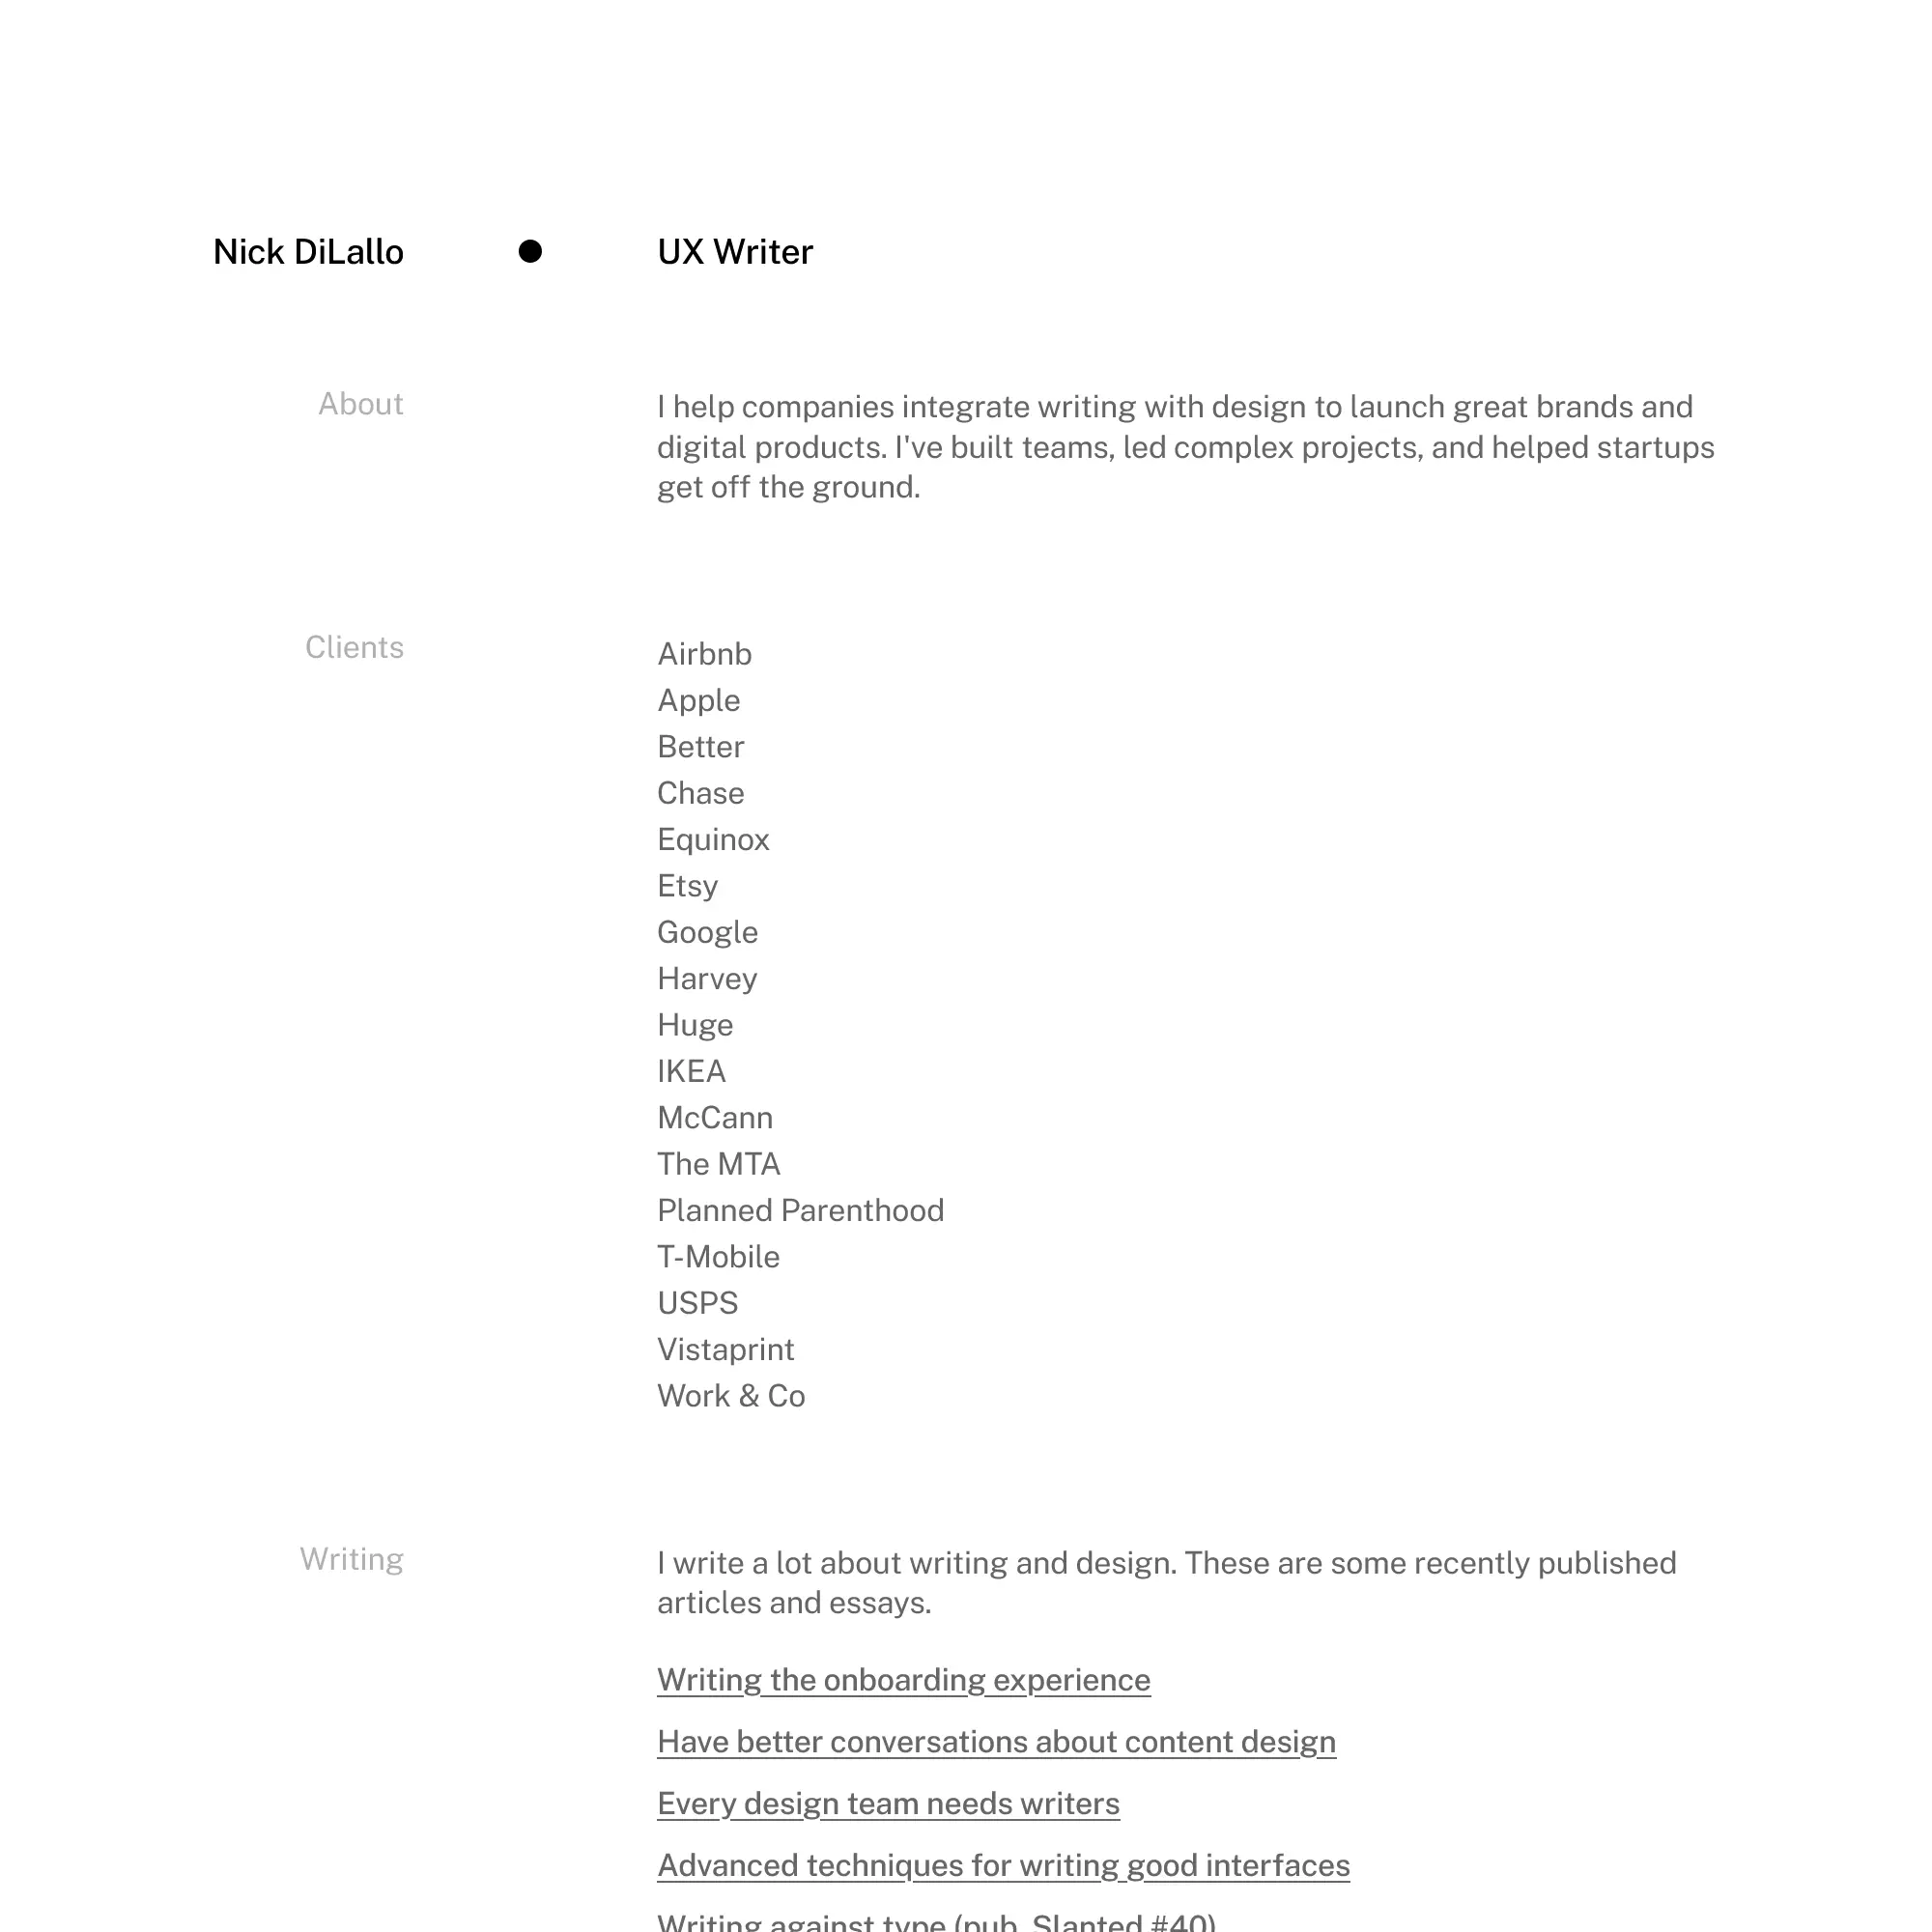 Nick DiLallo ● UX Writer
About
I help companies integrate writing with design to launch great brands and
digital products. I've built teams, led complex projects, and helped startups
get off the ground.
Clients
Airbnb
Apple
Better
Chase
Equinox
Etsy
Google
Harvey
Huge
IKEA
McCann
The MTA
Planned Parenthood
T-Mobile
USPS
Vistaprint
Work & Co
Writing
I write a lot about writing and design. These are some recently published
articles and essays.
Writing the onboarding experience
Have better conversations about content design
Every design team needs writers
Advanced techniques for writing good interfaces
Writing against type (pub. Slanted #40)